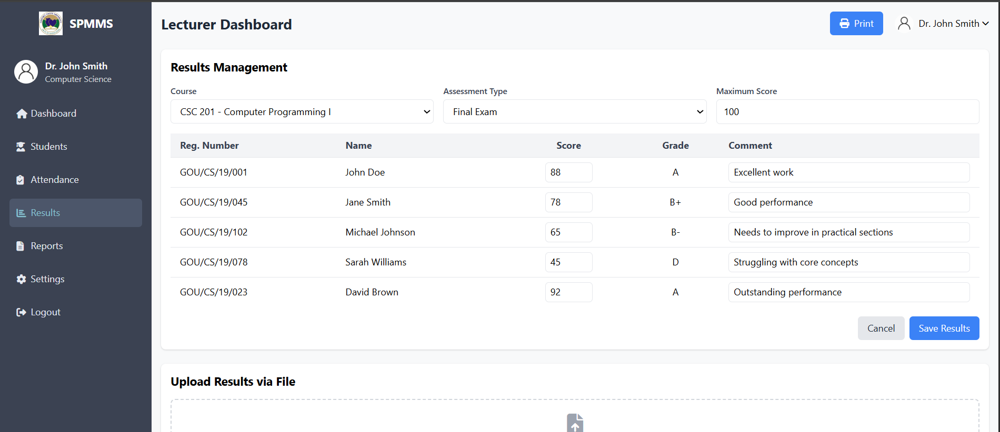 SPMMS
Dr. John Smith
Computer Science
Dashboard
Students
Attendance
Results
Reports
Settings
Logout
Lecturer Dashboard
Print
Dr. John Smith
Results Management
Course Assessment Type Maximum Score
CSC 201 - Computer Programming I Final Exam 100
Reg. Number Name Score Grade Comment
GOU/CS/19/001 John Doe 88 A Excellent work
GOU/CS/19/045 Jane Smith 78 B+ Good performance
GOU/CS/19/102 Michael Johnson 65 B- Needs to improve in practical sections
GOU/CS/19/078 Sarah Williams 45 D Struggling with core concepts
GOU/CS/19/023 David Brown 92 A Outstanding performance
Cancel Save Results
Upload Results via File